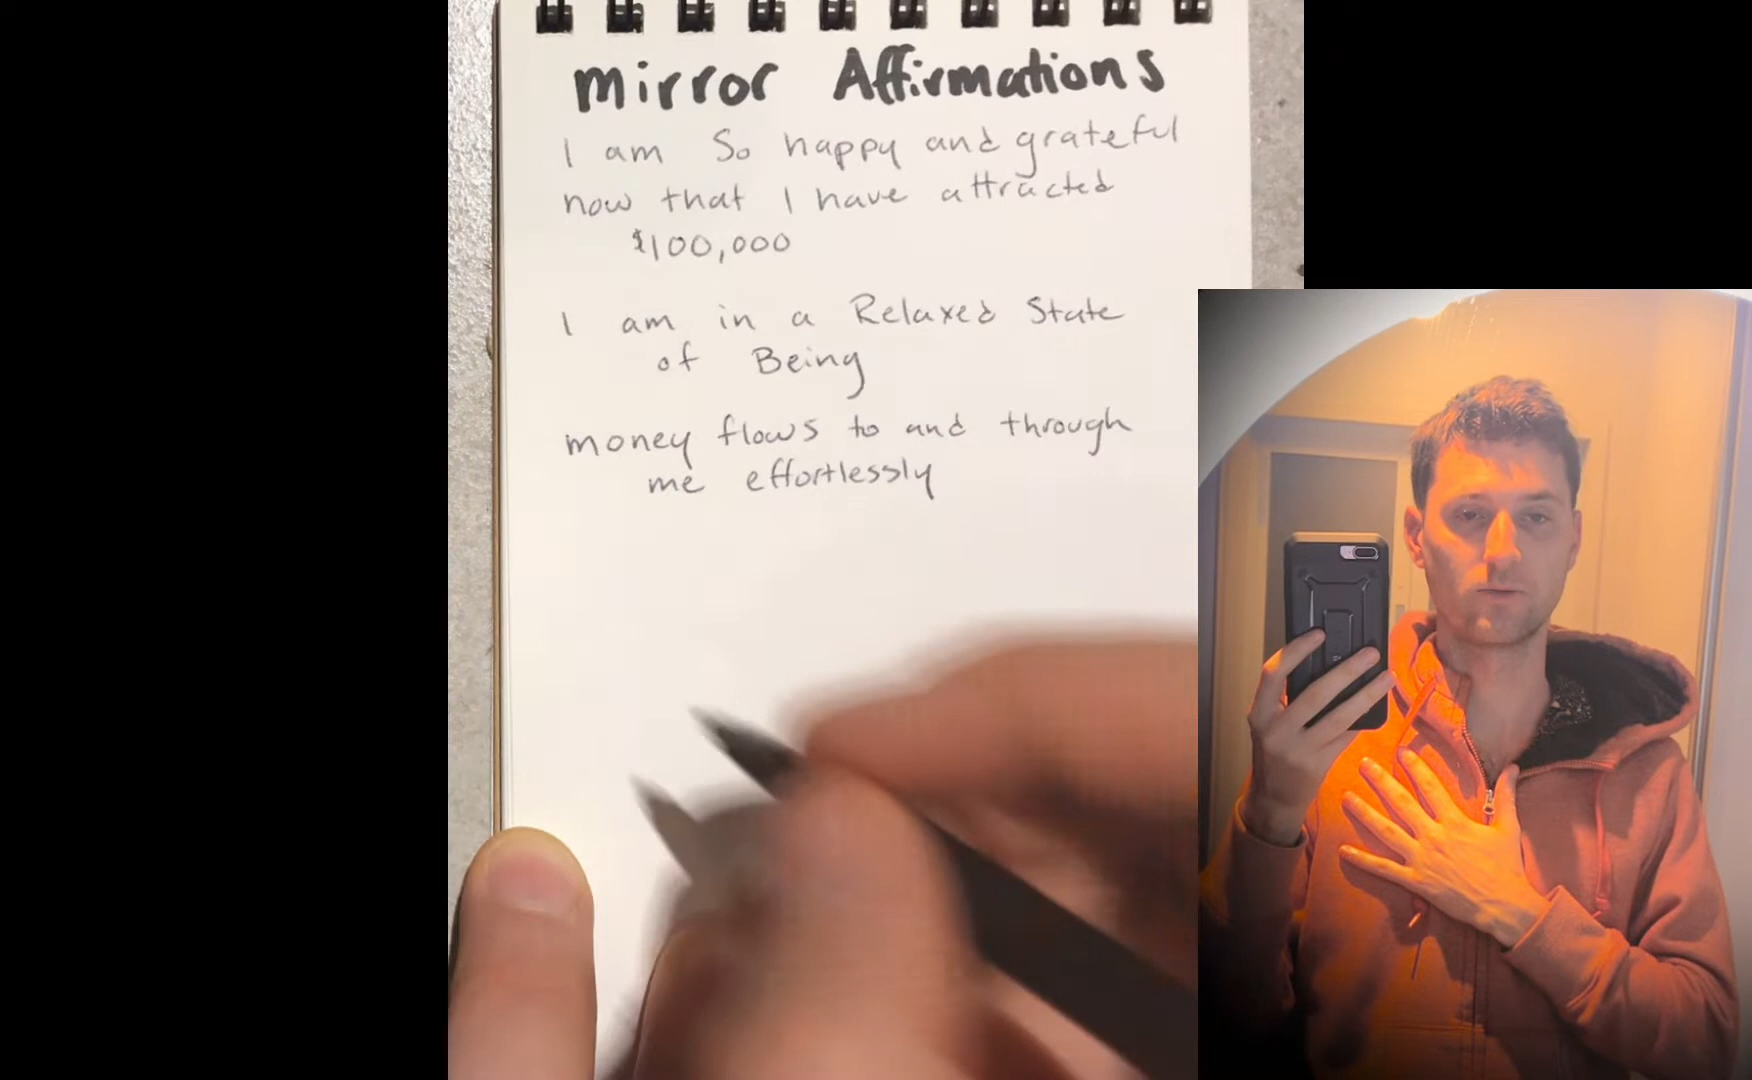 Mirror Affirmations
I am So happy and grateful
now that I have attracted
$100,000
I am in a Relaxed State
of Being
money flows to and through
me effortlessly